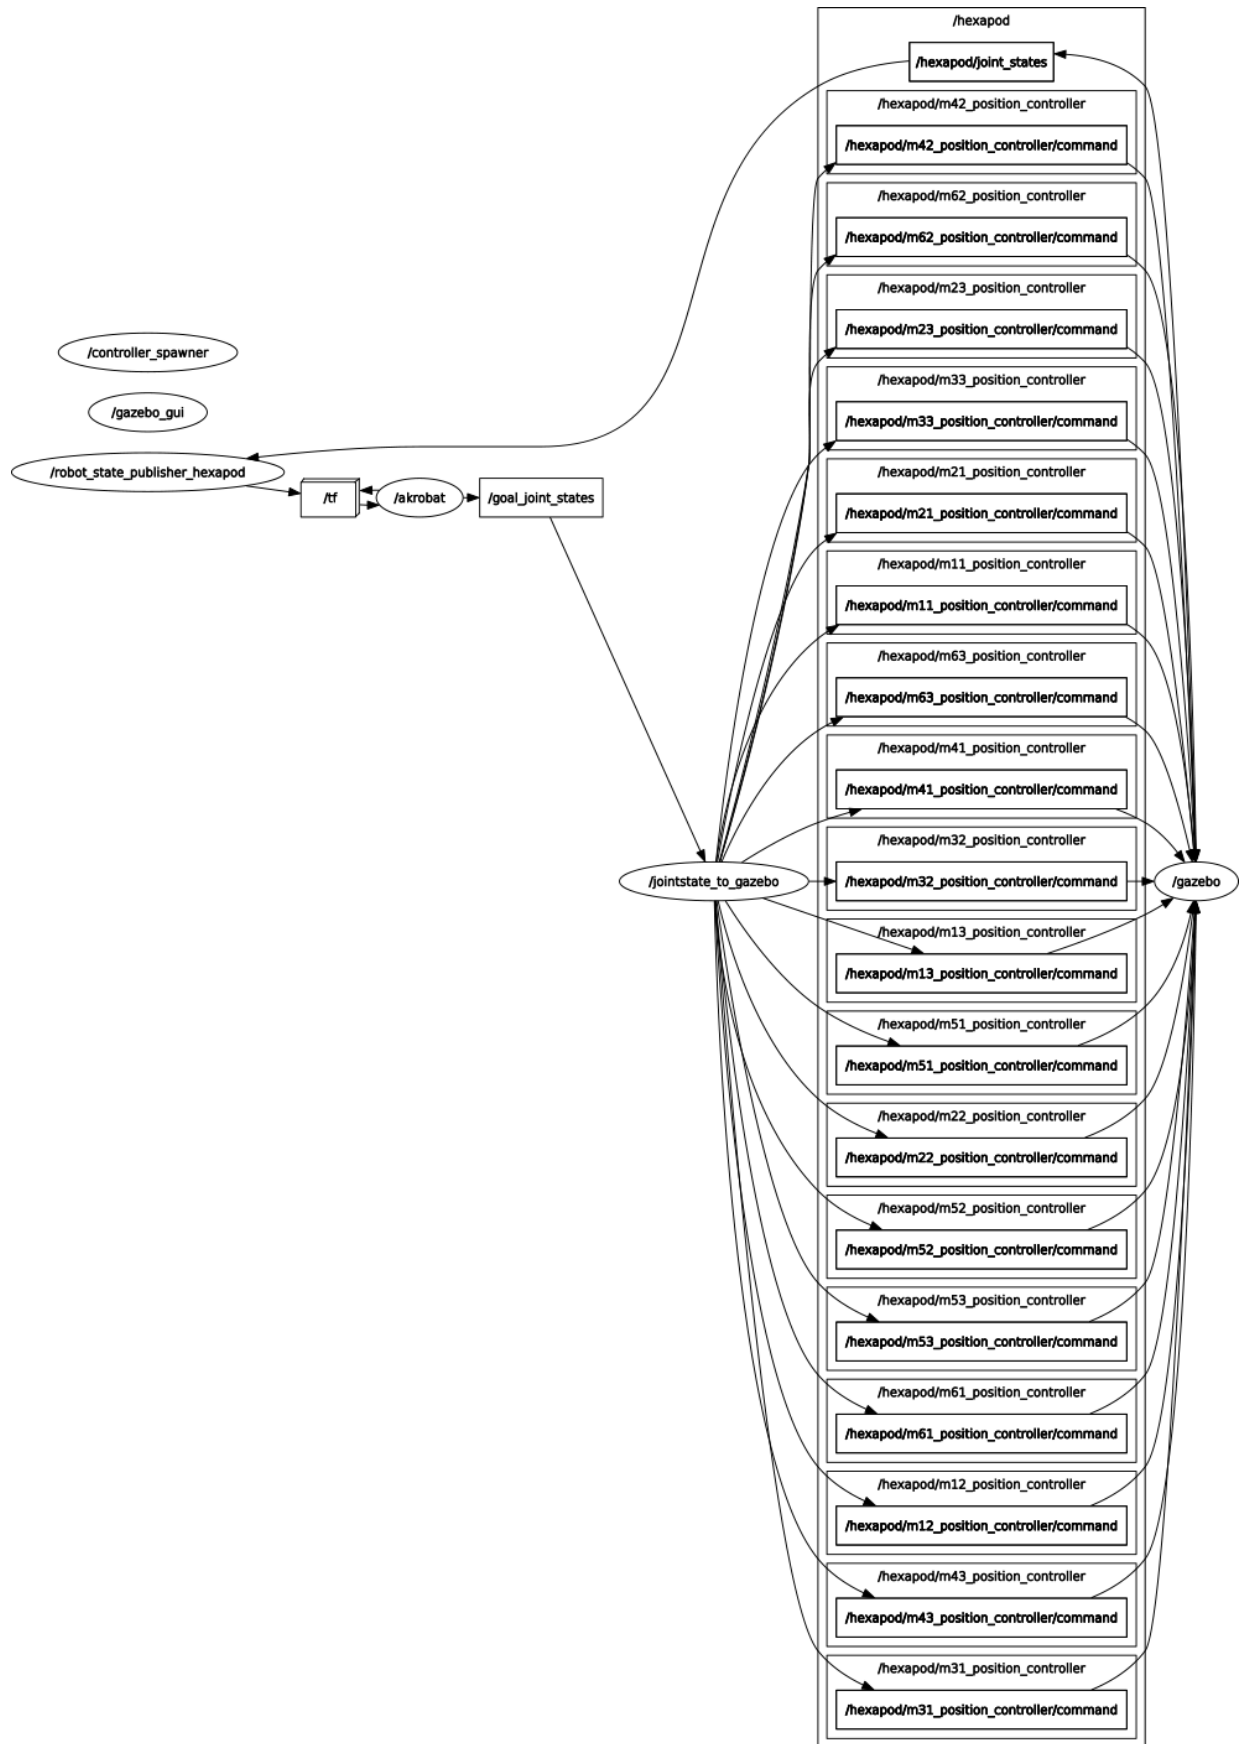 /hexapod
/hexapod/joint_states
/hexapod/m42_position_controller
/hexapod/m42_position_controller/command
/hexapod/m62_position_controller
/hexapod/m62_position_controller/command
/hexapod/m23_position_controller
/hexapod/m23_position_controller/command
/controller_spawner
/hexapod/m33_position_controller
/gazebo_gui
/hexapod/m33_position_controller/command
/robot_state_publisher_hexapod
/hexapod/m21_position_controller
/tf
/akrobat
/goal_joint_states
/hexapod/m21_position_controller/command
/hexapod/m11_position_controller
/hexapod/m11_position_controller/command
/hexapod/m63_position_controller
/hexapod/m63_position_controller/command
/hexapod/m41_position_controller
/hexapod/m41_position_controller/command
/hexapod/m32_position_controller
/jointstate_to_gazebo
/hexapod/m32_position_controller/command
/gazebo
/hexapod/m13_position_controller
/hexapod/m13_position_controller/command
/hexapod/m51_position_controller
/hexapod/m51_position_controller/command
/hexapod/m22_position_controller
/hexapod/m22_position_controller/command
/hexapod/m52_position_controller
/hexapod/m52_position_controller/command
/hexapod/m53_position_controller
/hexapod/m53_position_controller/command
/hexapod/m61_position_controller
/hexapod/m61_position_controller/command
/hexapod/m12_position_controller
/hexapod/m12_position_controller/command
/hexapod/m43_position_controller
/hexapod/m43_position_controller/command
/hexapod/m31_position_controller
/hexapod/m31_position_controller/command